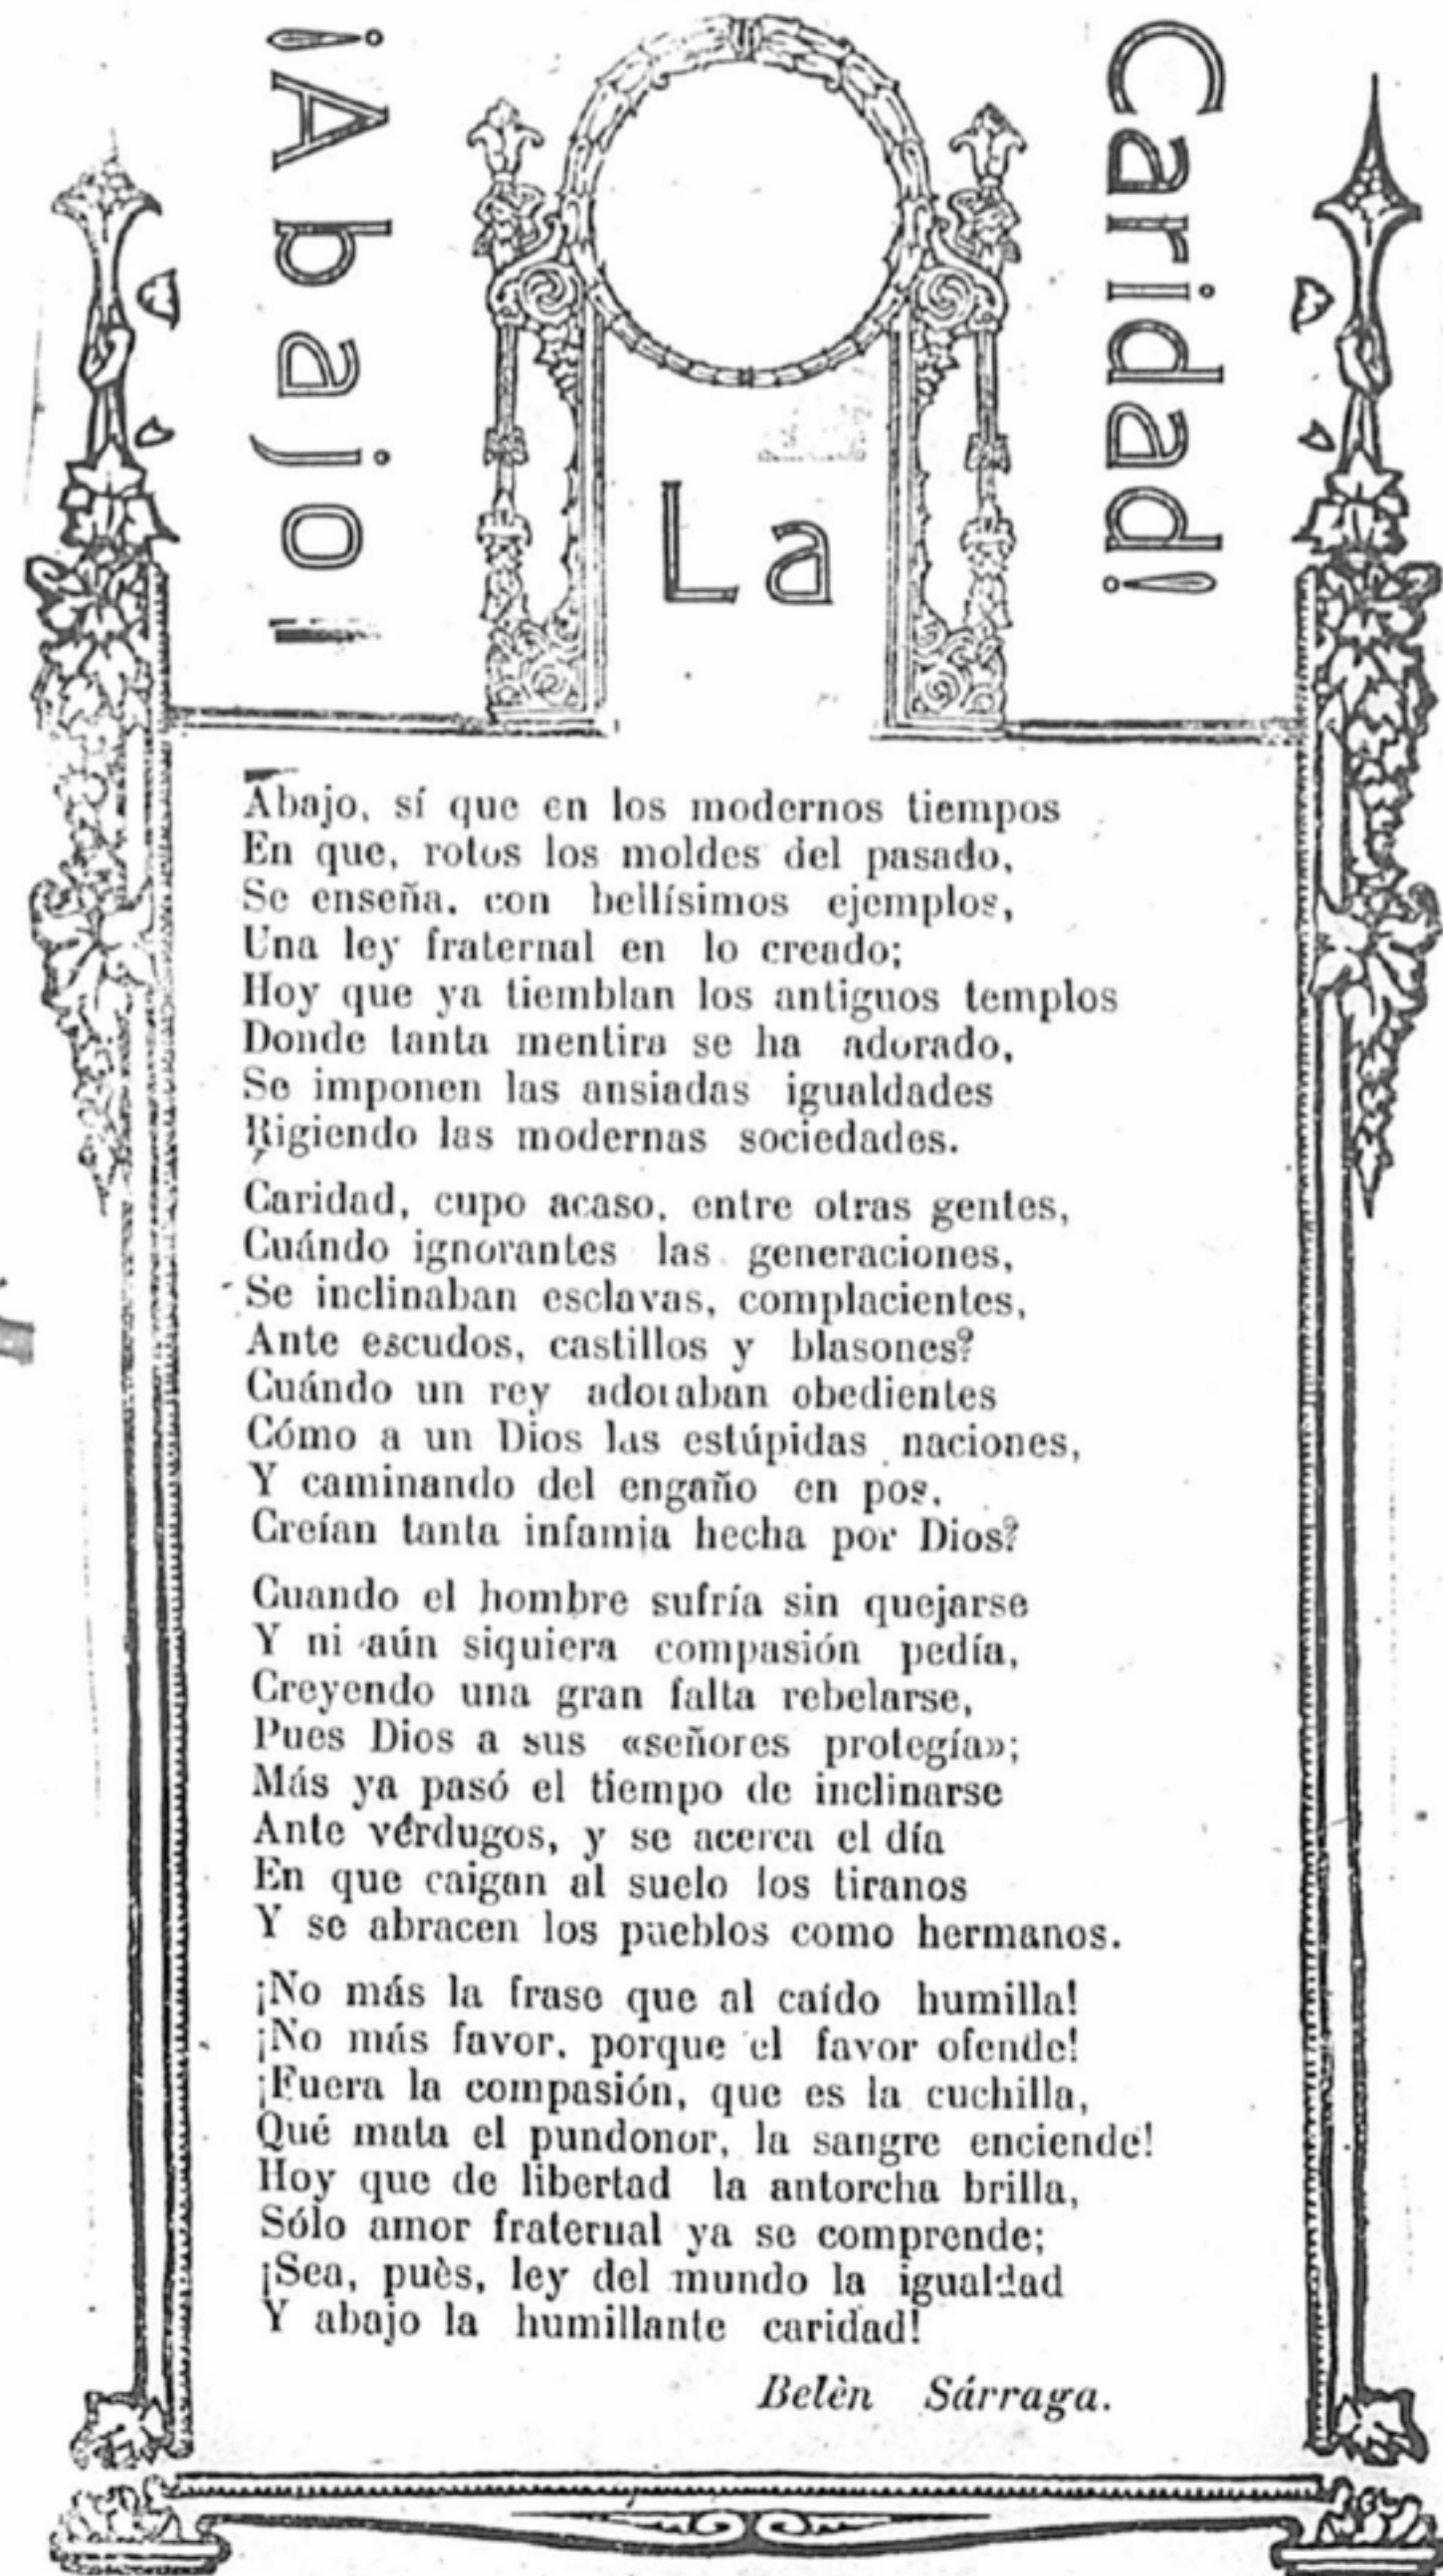 ¡Abajo
La
Caridad!
Abajo, sí que en los modernos tiempos
En que, rotos los moldes del pasado,
Se enseña. con bellísimos ejemplos,
Una ley fraternal en lo creado;
Hoy que ya tiemblan los antiguos templos
Donde tanta mentira se ha adorado,
Se imponen las ansiadas igualdades
Rigiendo las modernas sociedades.
Caridad, cupo acaso, entre otras gentes,
Cuándo ignorantes las generaciones,
Se inclinaban esclavas, complacientes,
Ante escudos, castillos y blasones?
Cuándo un rey adoraban obedientes
Cómo a un Dios las estúpidas naciones,
Y caminando del engaño en pos,
Creían tanta infamia hecha por Dios?
Cuando el hombre sufría sin quejarse
Y ni aún siquiera compasión pedía,
Creyendo una gran falta rebelarse,
Pues Dios a sus «señores protegía»;
Más ya pasó el tiempo de inclinarse
Ante vérdugos, y se acerca el día
En que caigan al suelo los tiranos
Y se abracen los pueblos como hermanos.
¡No más la frase que al caído humilla!
¡No más favor, porque el favor ofende!
¡Fuera la compasión, que es la cuchilla,
Qué mata el pundonor, la sangre enciende!
Hoy que de libertad la antorcha brilla,
Sólo amor fraterual ya se comprende;
¡Sea, puès, ley del mundo la igualdad
Y abajo la humillante caridad!
Belèn Sárraga.